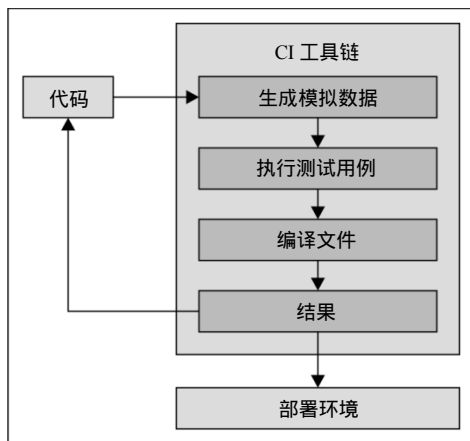 CI 工具链
代码
生成模拟数据
执行测试用例
编译文件
结果
部署环境